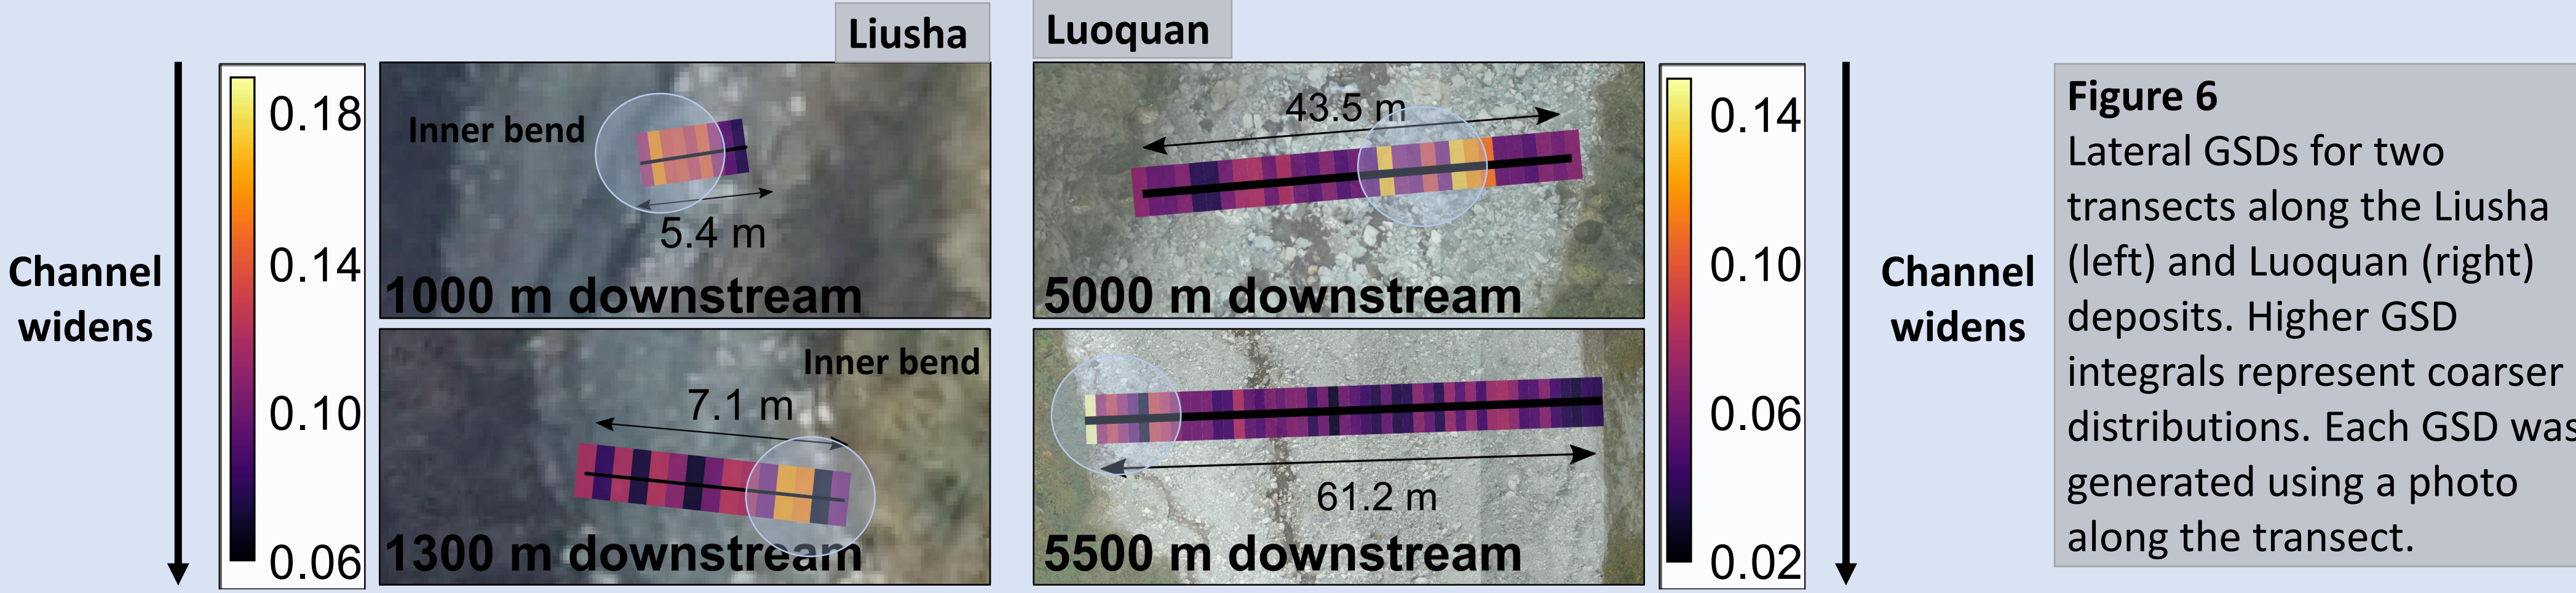 Liusha
Luoquan
Channel
widens
0.18
0.14
0.10
0.06
Inner bend
5.4 m
1000 m downstream
Inner bend
7.1 m
1300 m downstream
43.5 m
5000 m downstream
61.2 m
5500 m downstream
0.14
0.10
0.06
0.02
Channel
widens
Figure 6
Lateral GSDs for two
transects along the Liusha
(left) and Luoquan (right)
deposits. Higher GSD
integrals represent coarser
distributions. Each GSD was
generated using a photo
along the transect.